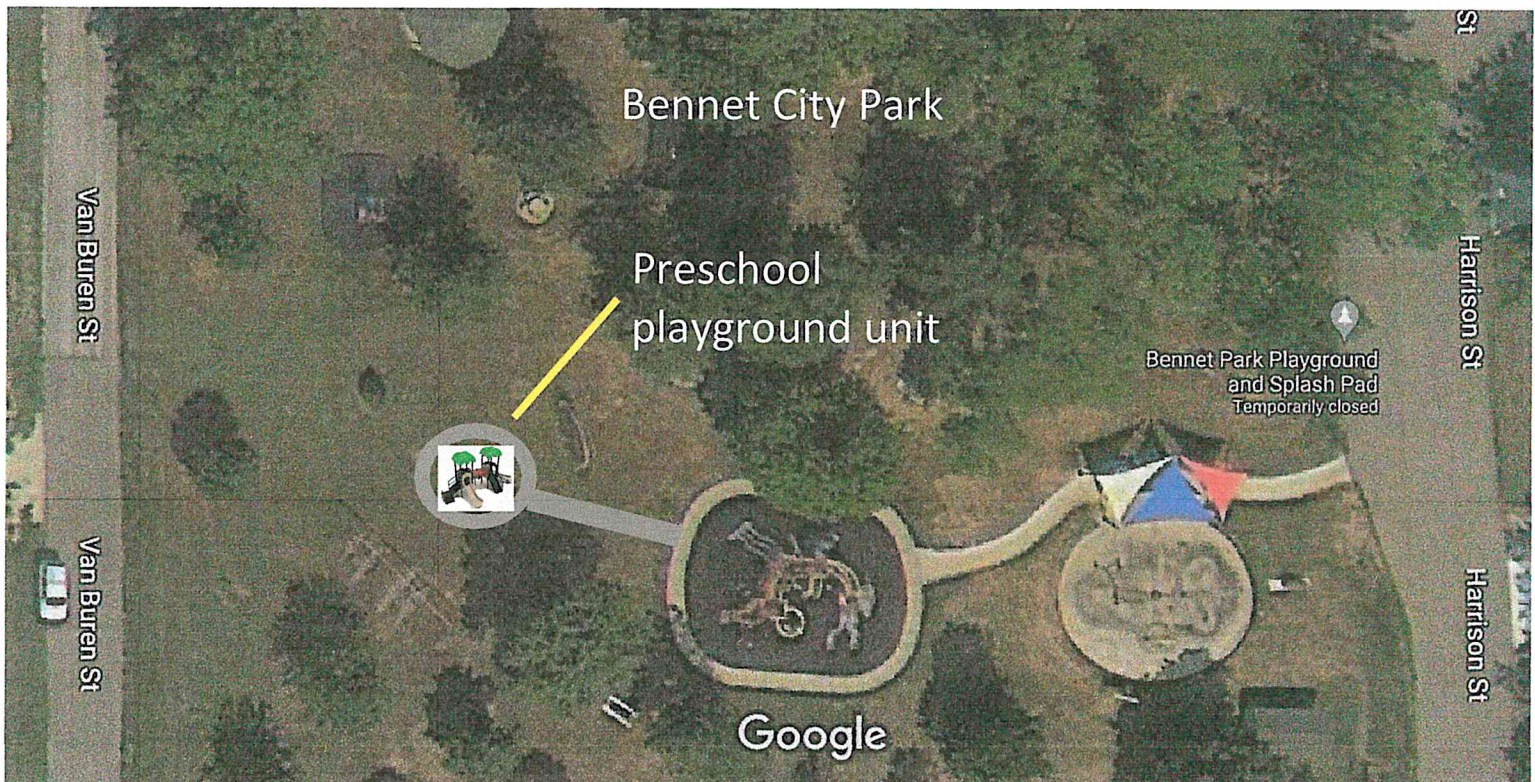 St
Bennet City Park
Van Buren St
Harrison St
Preschool
playground unit
Bennet Park Playground
and Splash Pad
Temporarily closed
Van Buren St
Harrison St
Google